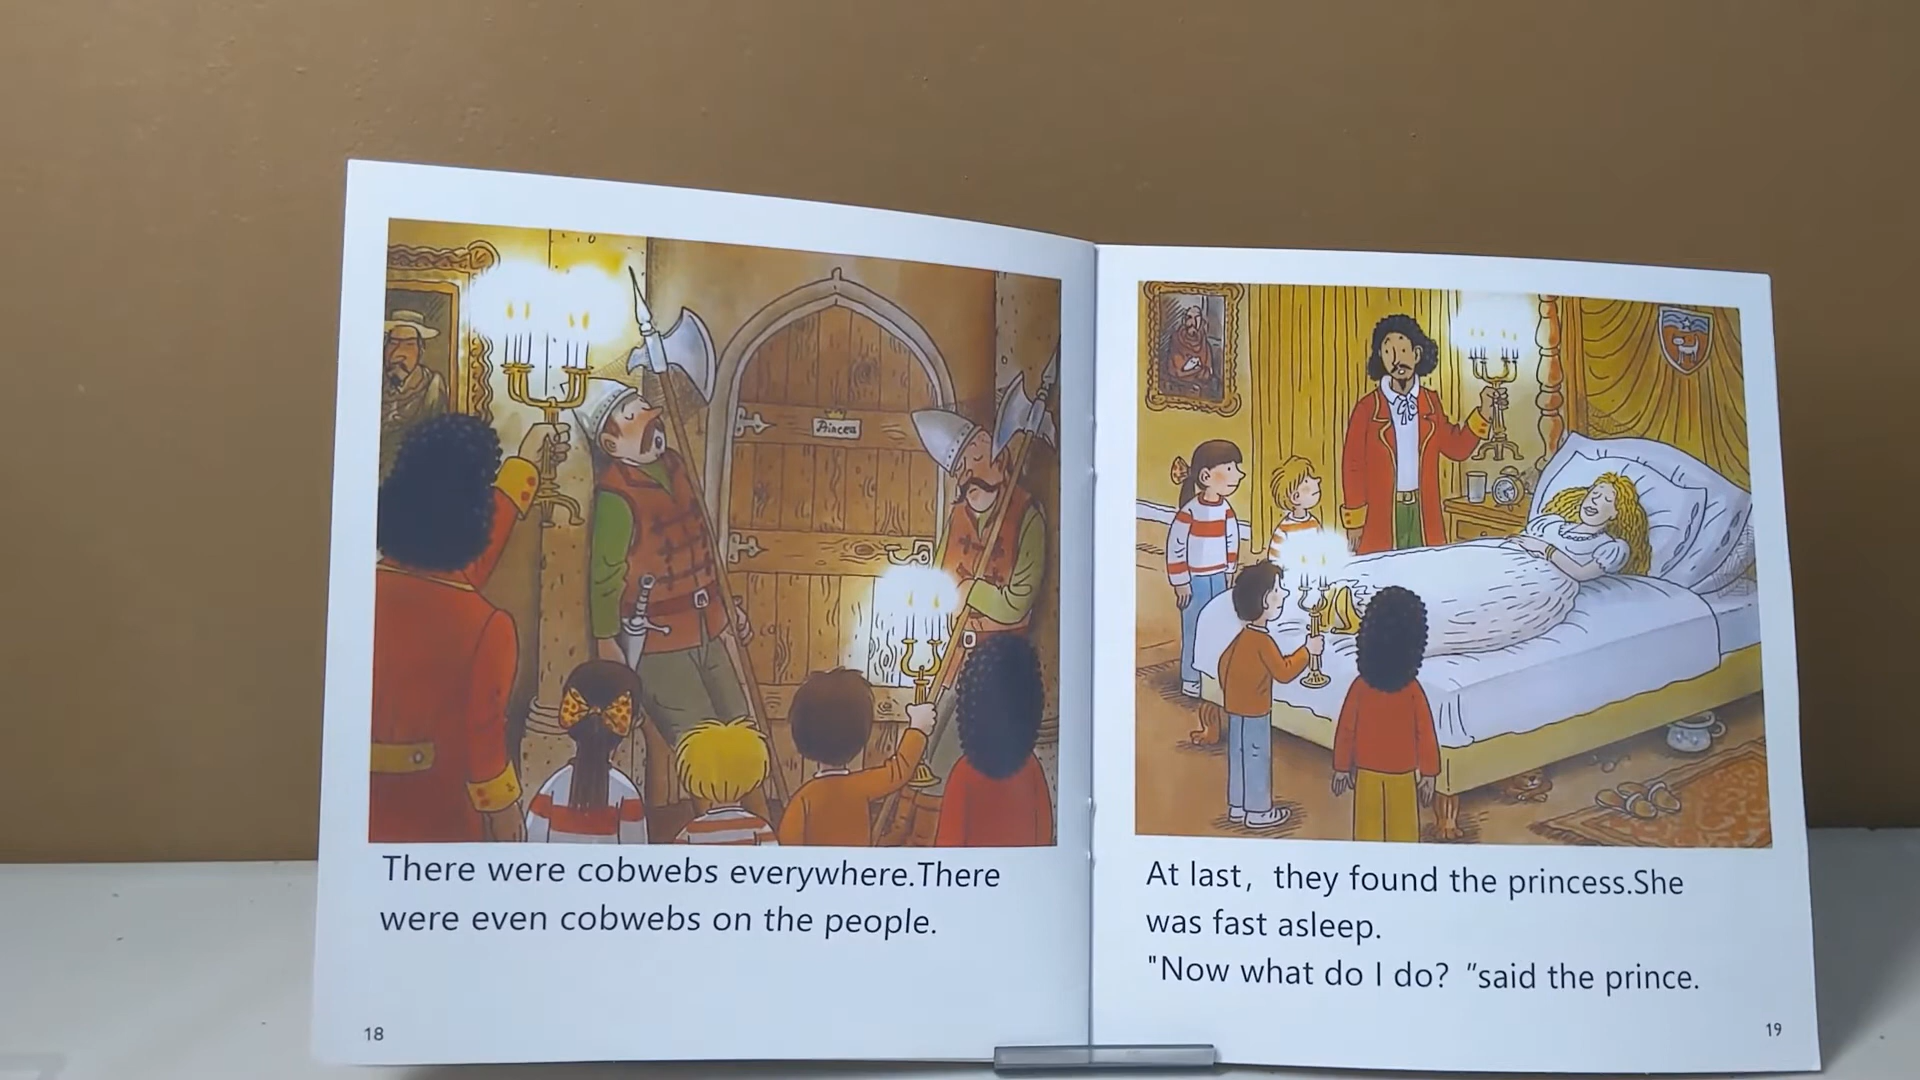 Princea
There were cobwebs everywhere.There
were even cobwebs on the people.
18
At last, they found the princess.She
was fast asleep.
"Now what do I do? "said the prince.
19